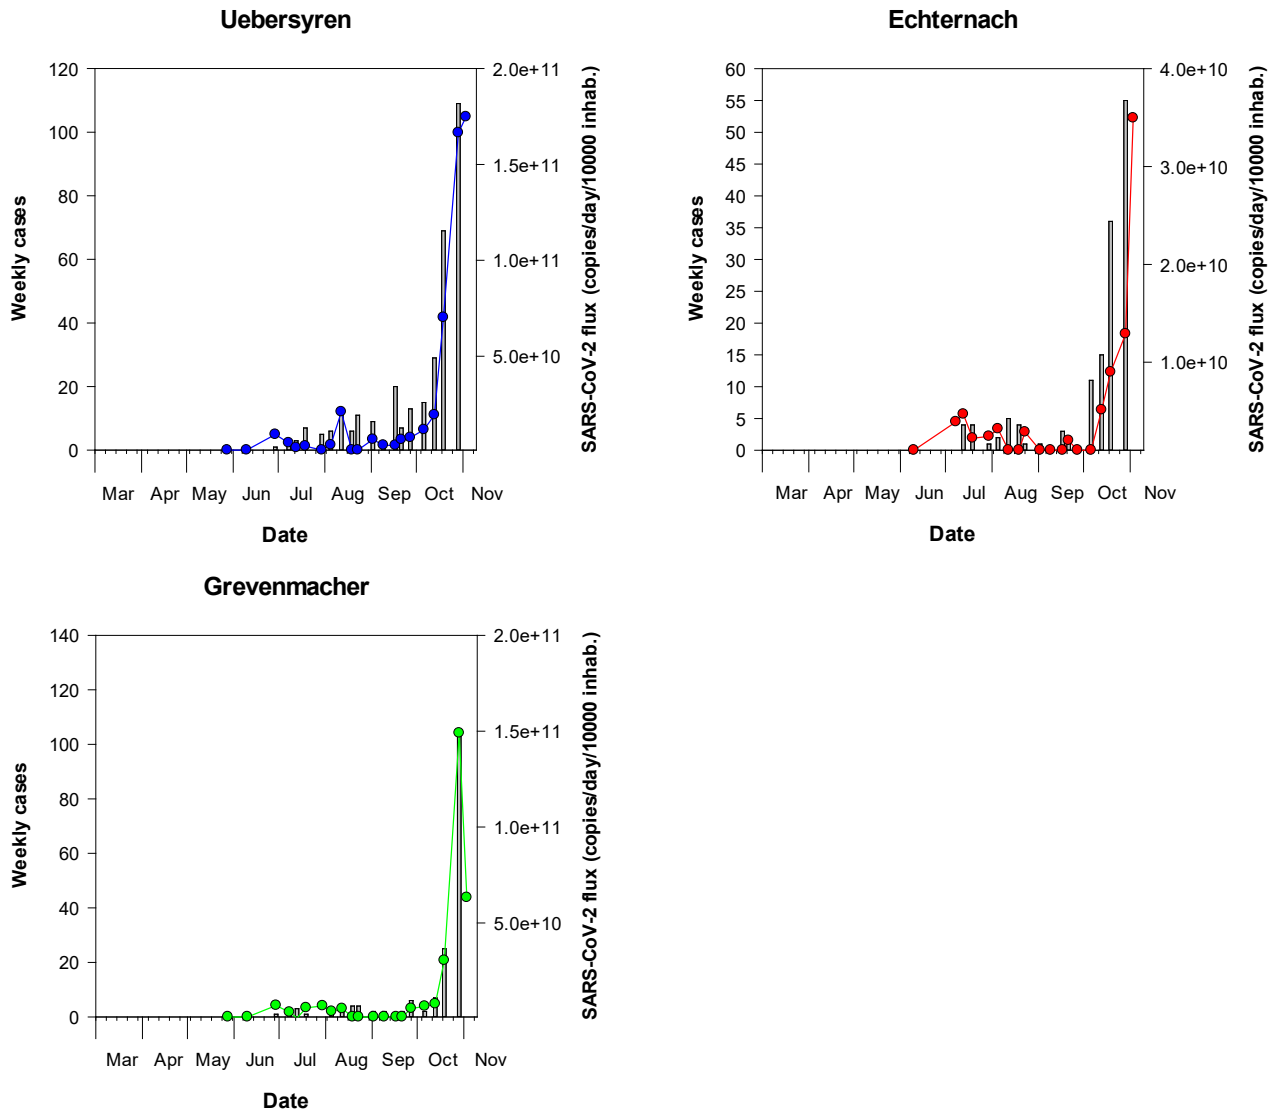 Uebersyren
120
100
80
60
40
20
0
Weekly cases
2.0e+11
1.5e+11
1.0e+11
5.0e+10
SARS-CoV-2 flux (copies/day/10000 inhab.)
Mar Apr May Jun Jul Aug Sep Oct Nov
Date
Echternach
60
55
50
45
40
35
30
25
20
15
10
5
0
Weekly cases
4.0e+10
3.0e+10
2.0e+10
1.0e+10
SARS-CoV-2 flux (copies/day/10000 inhab.)
Mar Apr May Jun Jul Aug Sep Oct Nov
Date
Grevenmacher
140
120
100
80
60
40
20
0
Weekly cases
2.0e+11
1.5e+11
1.0e+11
5.0e+10
SARS-CoV-2 flux (copies/day/10000 inhab.)
Mar Apr May Jun Jul Aug Sep Oct Nov
Date